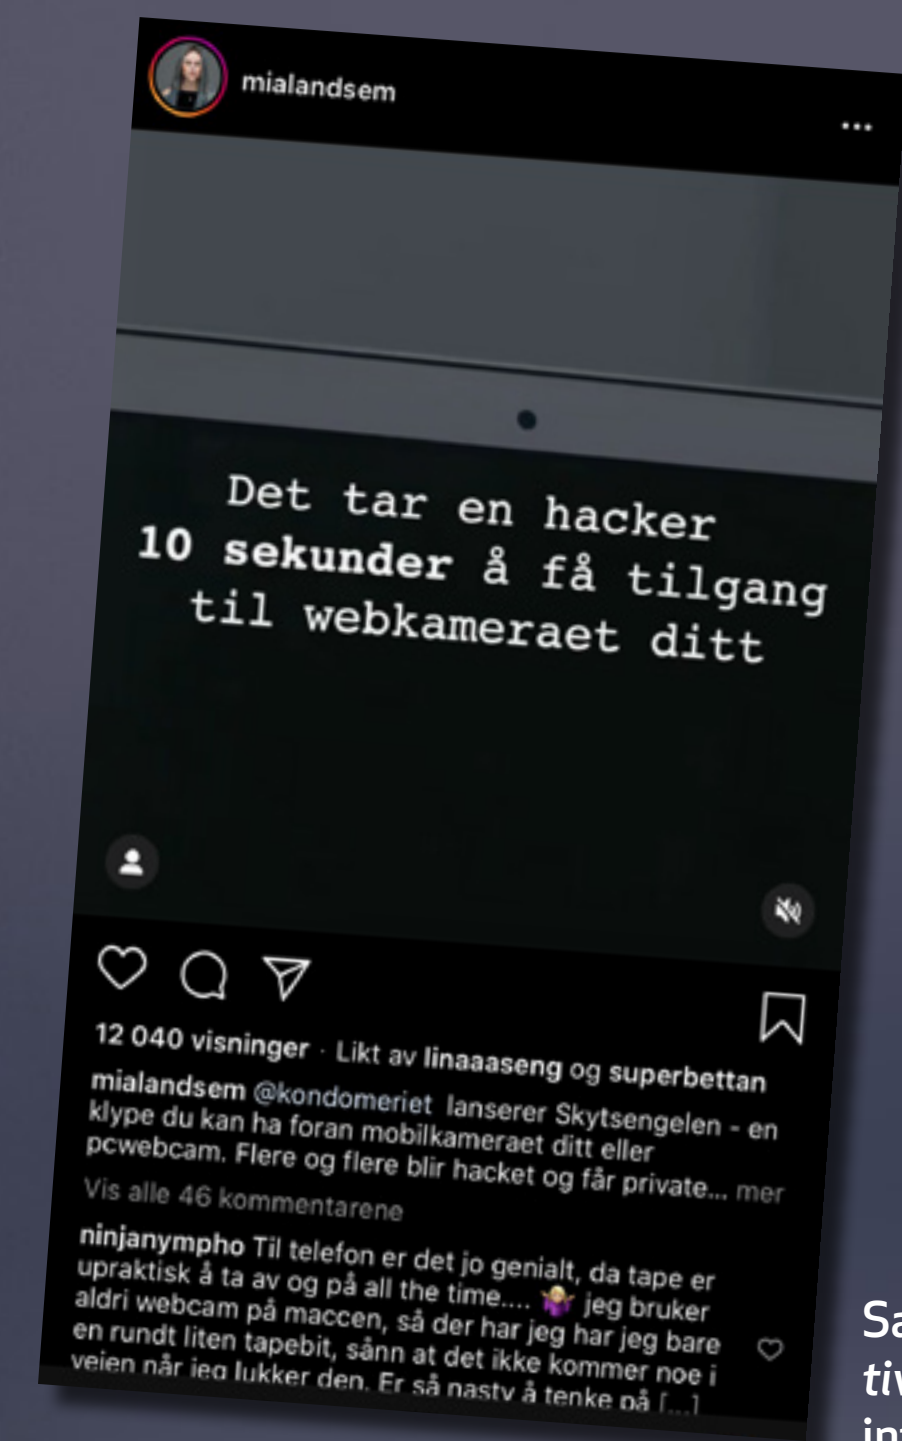 mialandsem
Det tar en hacker
10 sekunder å få tilgang
til webkameraet ditt
12 040 visninger · Likt av linaaaseng og superbettan
mialandsem @kondomeriet lanserer Skytsengelen - en
klype du kan ha foran mobilkameraet ditt eller
pcwebcam. Flere og flere blir hacket og får private... mer
Vis alle 46 kommentarene
ninjanympho Til telefon er det jo genialt, da tape er
upraktisk å ta av og på all the time.... 🤷🏼‍♀️ jeg bruker
aldri webcam på maccen, så der har jeg har jeg bare
en rundt liten tapebit, sånn at det ikke kommer noe i
veien når jeg lukker den. Er så nasty å tenke på [...]